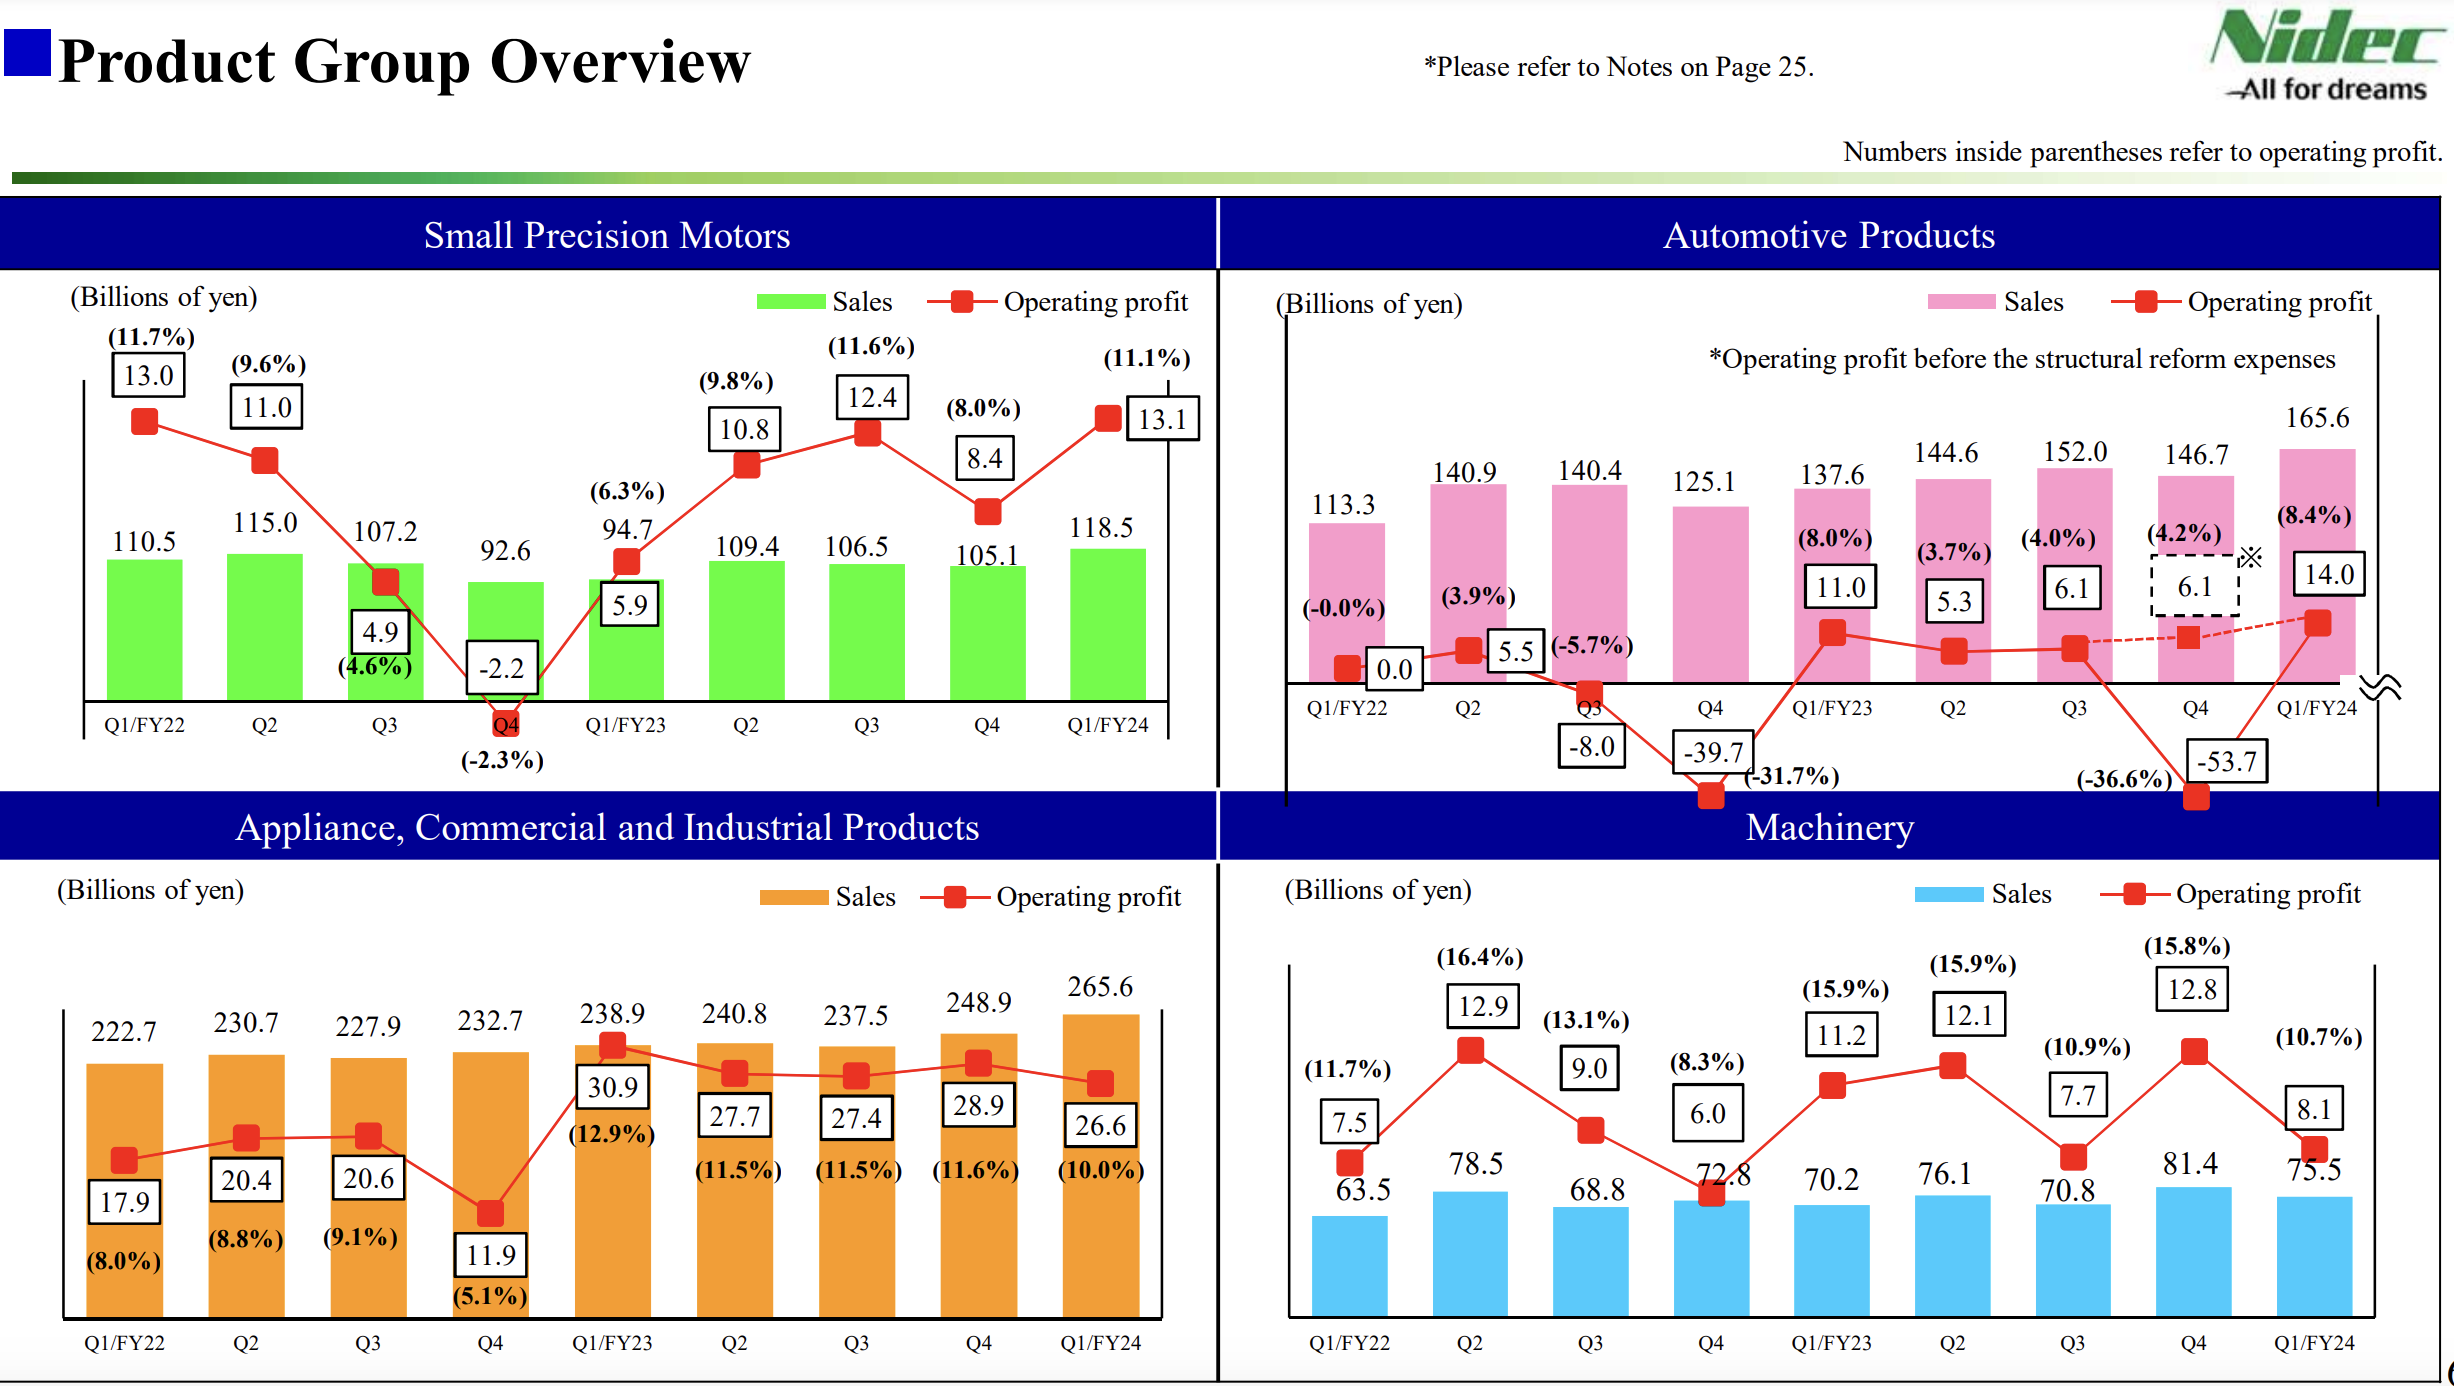 Product Group Overview
*Please refer to Notes on Page 25.
Nidec
All for dreams
Numbers inside parentheses refer to operating profit.
Small Precision Motors
(Billions of yen)
Sales
Operating profit
(11.7%)
13.0
(9.6%)
11.0
4.9
(4.6%)
-2.2
(-2.3%)
(6.3%)
5.9
(9.8%)
10.8
(11.6%)
12.4
(8.0%)
8.4
(11.1%)
13.1
110.5
115.0
107.2
92.6
94.7
109.4
106.5
105.1
118.5
Q1/FY22
Q2
Q3
Q4
Q1/FY23
Q2
Q3
Q4
Q1/FY24
Automotive Products
(Billions of yen)
Sales
Operating profit
*Operating profit before the structural reform expenses
113.3
140.9
140.4
125.1
137.6
144.6
152.0
146.7
165.6
(-0.0%)
0.0
(3.9%)
5.5
(-5.7%)
-8.0
-39.7
(-31.7%)
(8.0%)
11.0
(3.7%)
5.3
(4.0%)
6.1
(4.2%)
※
6.1
(-36.6%)
-53.7
(8.4%)
14.0
Q1/FY22
Q2
Q3
Q4
Q1/FY23
Q2
Q3
Q4
Q1/FY24
Appliance, Commercial and Industrial Products
(Billions of yen)
Sales
Operating profit
222.7
230.7
227.9
232.7
238.9
240.8
237.5
248.9
265.6
17.9
(8.0%)
20.4
(8.8%)
20.6
(9.1%)
11.9
(5.1%)
30.9
(12.9%)
27.7
(11.5%)
27.4
(11.5%)
28.9
(11.6%)
26.6
(10.0%)
Q1/FY22
Q2
Q3
Q4
Q1/FY23
Q2
Q3
Q4
Q1/FY24
Machinery
(Billions of yen)
Sales
Operating profit
(11.7%)
7.5
(16.4%)
12.9
(13.1%)
9.0
(8.3%)
6.0
(15.9%)
11.2
(15.9%)
12.1
(10.9%)
7.7
(15.8%)
12.8
(10.7%)
8.1
63.5
78.5
68.8
72.8
70.2
76.1
70.8
81.4
75.5
Q1/FY22
Q2
Q3
Q4
Q1/FY23
Q2
Q3
Q4
Q1/FY24